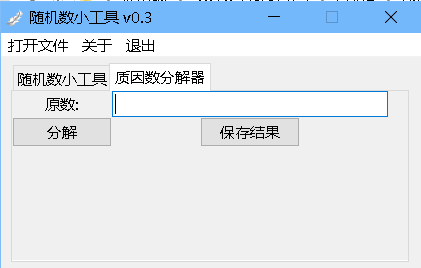 随机数小工具 v0.3
打开文件 关于 退出
随机数小工具 质因数分解器
原数:
分解 保存结果